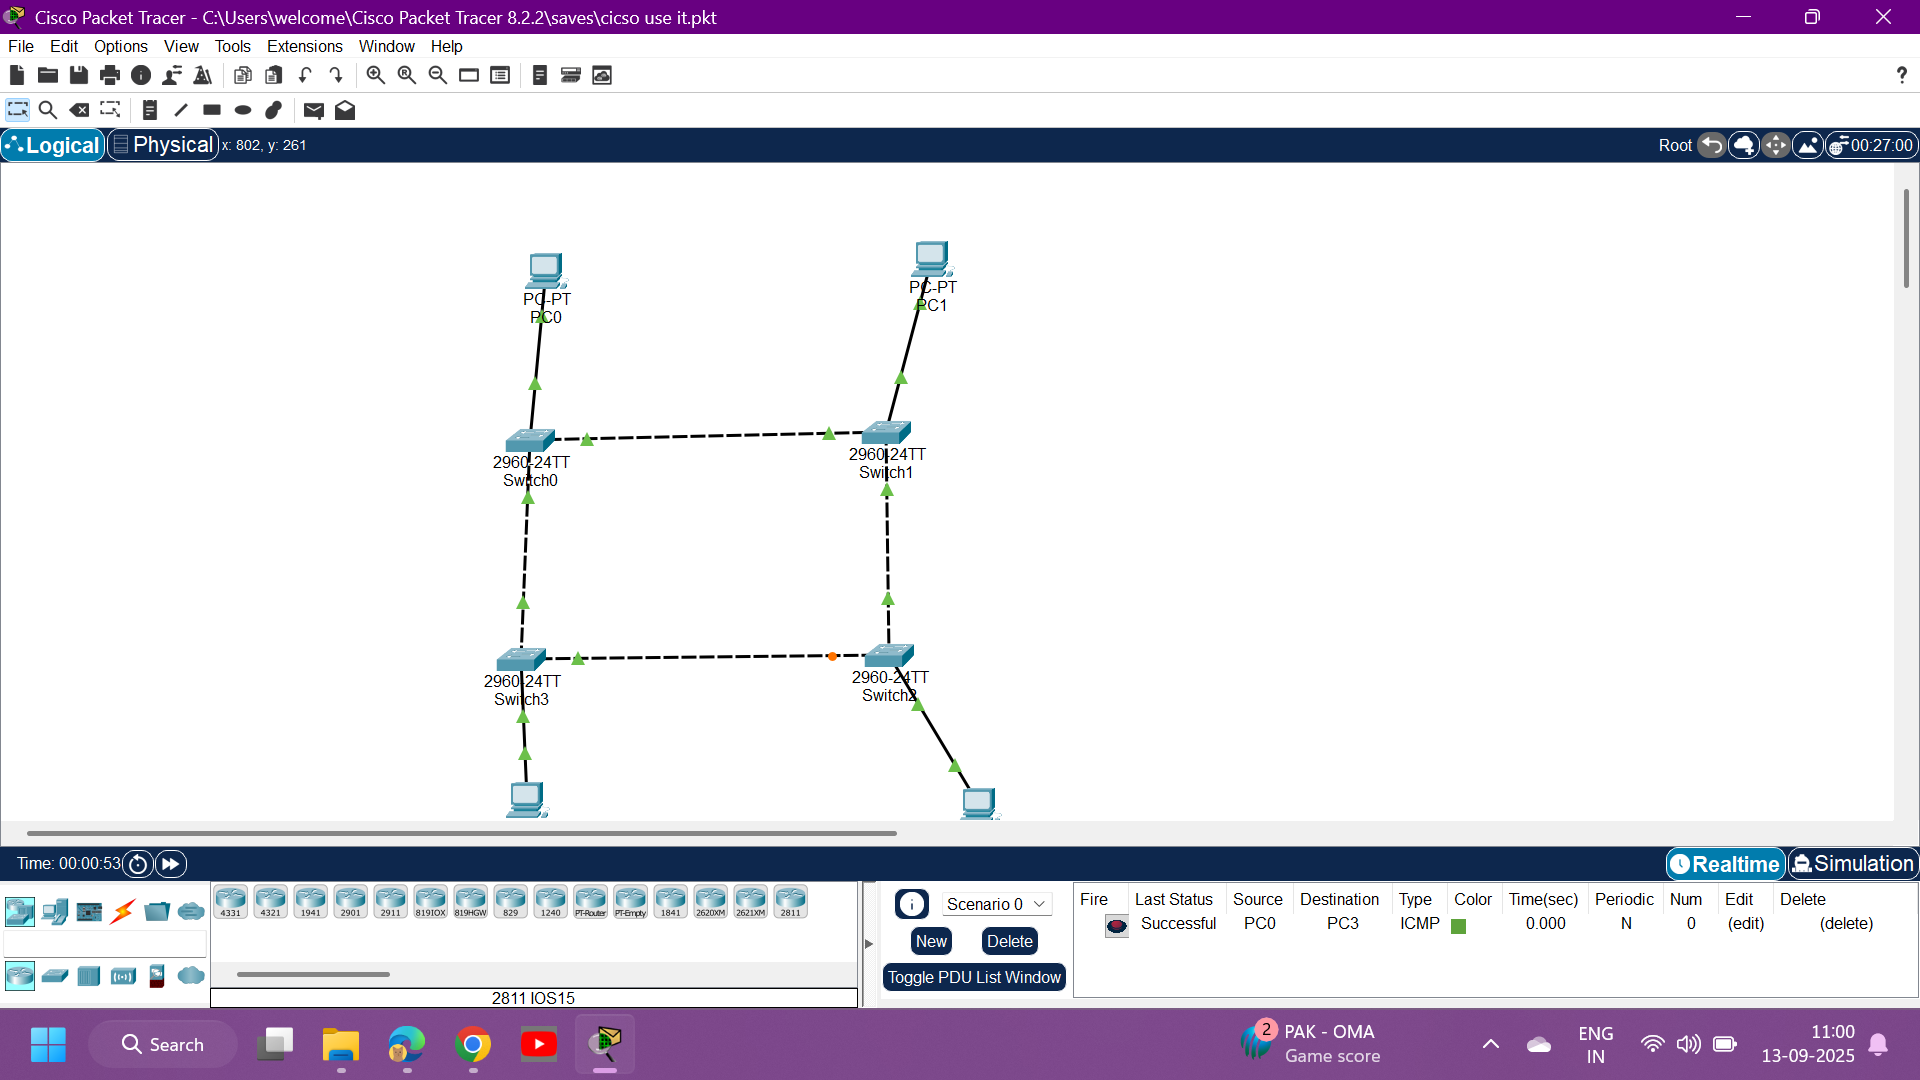 Cisco Packet Tracer - C:\Users\welcome\Cisco Packet Tracer 8.2.2\saves\cicso use it.pkt
File Edit Options View Tools Extensions Window Help
?
Logical Physical x: 802, y: 261 Root 00:27:00
PC-PT
PC0
PC-PT
PC1
2960-24TT
Switch0
2960-24TT
Switch1
2960-24TT
Switch3
2960-24TT
Switch2
Time: 00:00:53 Realtime Simulation
4331 4321 1941 2901 2911 819IOX 819HGW 829 1240 PT-Router PT-Empty 1841 2620XM 2621XM 2811
2811 IOS15
Scenario 0
New Delete
Toggle PDU List Window
Fire Last Status Source Destination Type Color Time(sec) Periodic Num Edit Delete
Successful PC0 PC3 ICMP 0.000 N 0 (edit) (delete)
Search
2 PAK - OMA
Game score
ENG
IN
11:00
13-09-2025